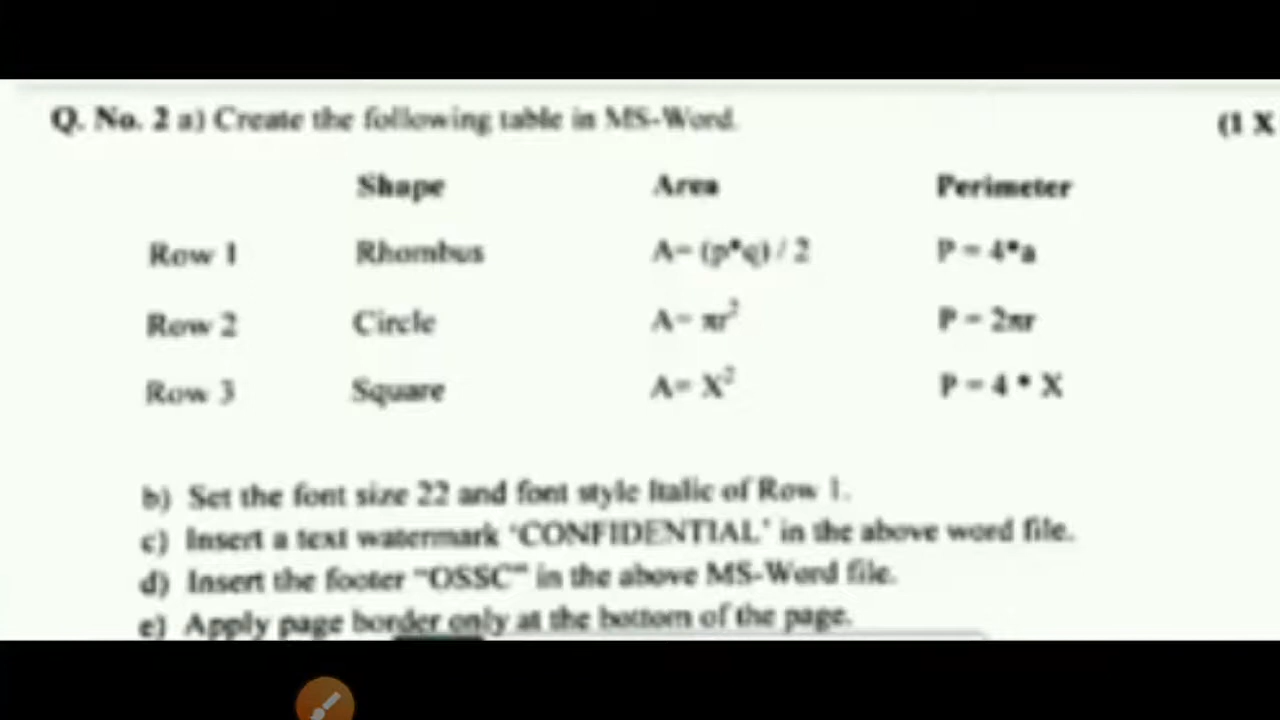 Q. No. 2 a) Create the following table in MS-Word. (1 X
Shape Area Perimeter
Row 1 Rhombus A= (p*q) / 2 P = 4*a
Row 2 Circle A= πr² P = 2πr
Row 3 Square A= X² P = 4 * X
b) Set the font size 22 and font style Italic of Row 1.
c) Insert a text watermark 'CONFIDENTIAL' in the above word file.
d) Insert the footer "OSSC" in the above MS-Word file.
e) Apply page border only at the bottom of the page.